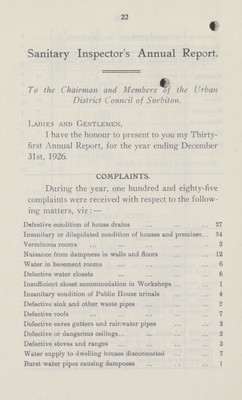 22
Sanitary Inspector's Annual Report.
To the Chairman and Members of the Urban
District Council of Surbiton.
LADIES AND GENTLEMEN,
I have the honour to present to you my Thirty-
first Annual Report, for the year ending December
31st, 1926.
COMPLAINTS.
During the year, one hundred and eighty-five
complaints were received with respect to the follow-
ing matters, viz :—
Defective condition of house drains ... ... ... 27
Insanitary or dilapidated condition of houses and premises... 34
Verminous rooms ... ... ... ... ... 3
Nuisance from dampness in walls and floors ... ... 12
Water in basement rooms ... ... ... ... 6
Defective water closets ... ... ... ... 6
Insufficient closet accommodation in Workshops ... ... 1
Insanitary condition of Public House urinals ... ... 4
Defective sink and other waste pipes ... ... ... 2
Defective roofs ... ... ... ... ... 7
Defective eaves gutters and rainwater pipes ... ... 2
Defective or dangerous ceilings... ... ... ... 2
Defective stoves and ranges ... ... ... ... 3
Water supply to dwelling houses disconnected ... ... 7
Burst water pipes causing dampness ... ... ... 1